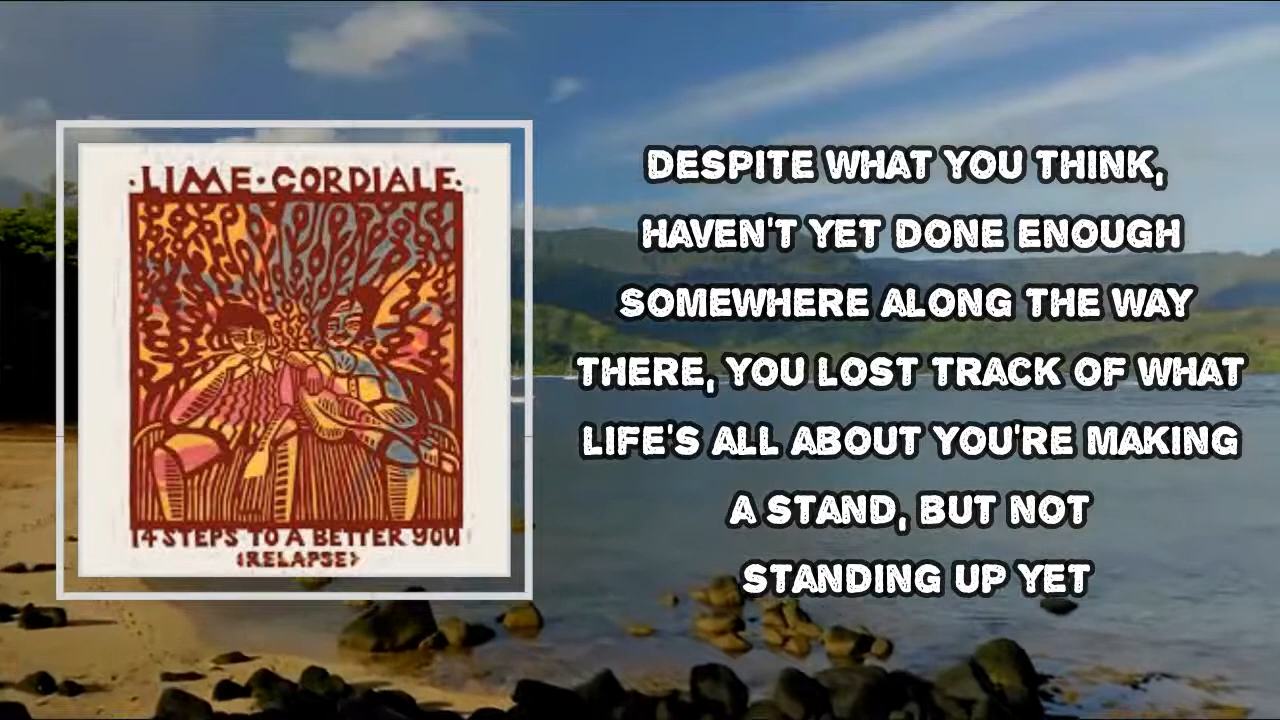 ·LIME·CORDIALE·
14 STEPS TO A BETTER YOU
<RELAPSE>
DESPITE WHAT YOU THINK,
HAVEN'T YET DONE ENOUGH
SOMEWHERE ALONG THE WAY
THERE, YOU LOST TRACK OF WHAT
LIFE'S ALL ABOUT YOU'RE MAKING
A STAND, BUT NOT
STANDING UP YET